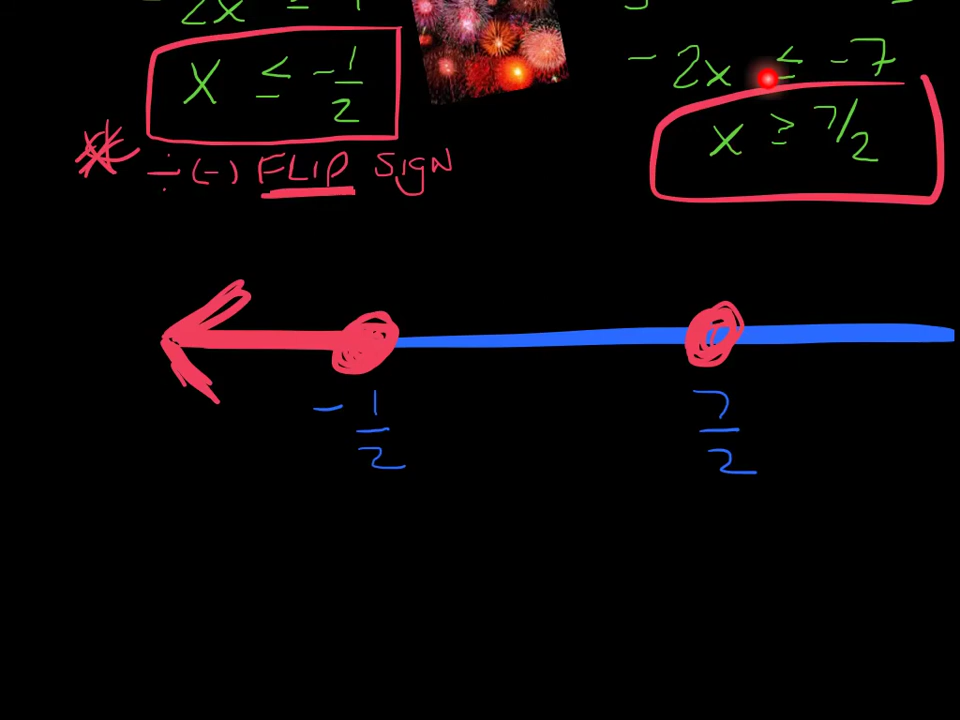 - 2x ≤ -7
x ≤ -1/2
x ≥ 7/2
* ÷(-) FLIP SIGN
- 1/2
7/2